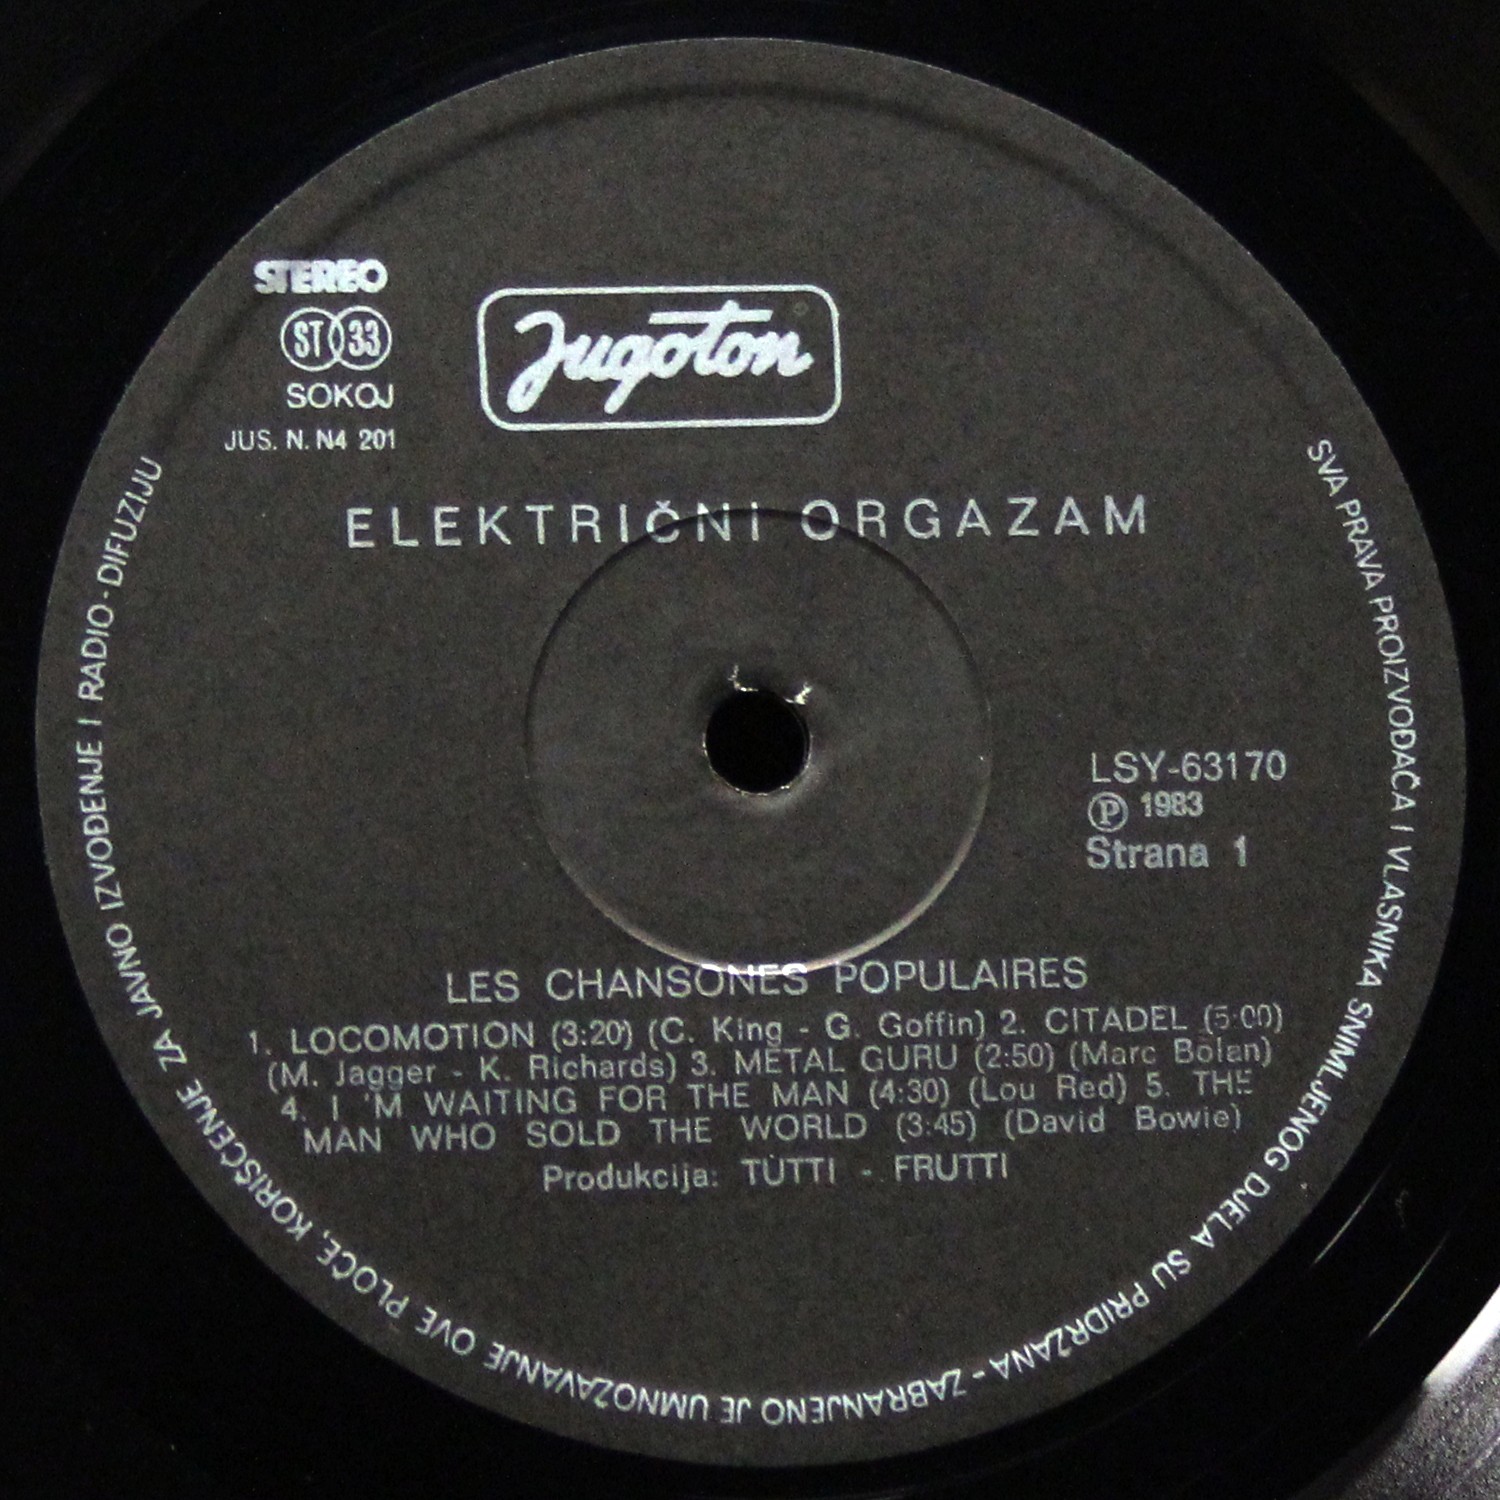 STEREO
ST 33
SOKOJ
JUS. N. N4 201
Jugoton
ELEKTRIČNI ORGAZAM
LSY-63170
Ⓟ 1983
Strana 1
LES CHANSONES POPULAIRES
1. LOCOMOTION (3:20) (C. King - G. Goffin) 2. CITADEL (5:00)
(M. Jagger - K. Richards) 3. METAL GURU (2:50) (Marc Bolan)
4. I 'M WAITING FOR THE MAN (4:30) (Lou Red) 5. THE
MAN WHO SOLD THE WORLD (3:45) (David Bowie)
Produkcija: TUTTI - FRUTTI
SVA PRAVA PROIZVOĐAČA I VLASNIKA SNIMLJENOG DJELA SU PRIDRŽANA - ZABRANJENO JE UMNOŽAVANJE OVE PLOČE, KORIŠĆENJE ZA JAVNO IZVOĐENJE I RADIO-DIFUZIJU